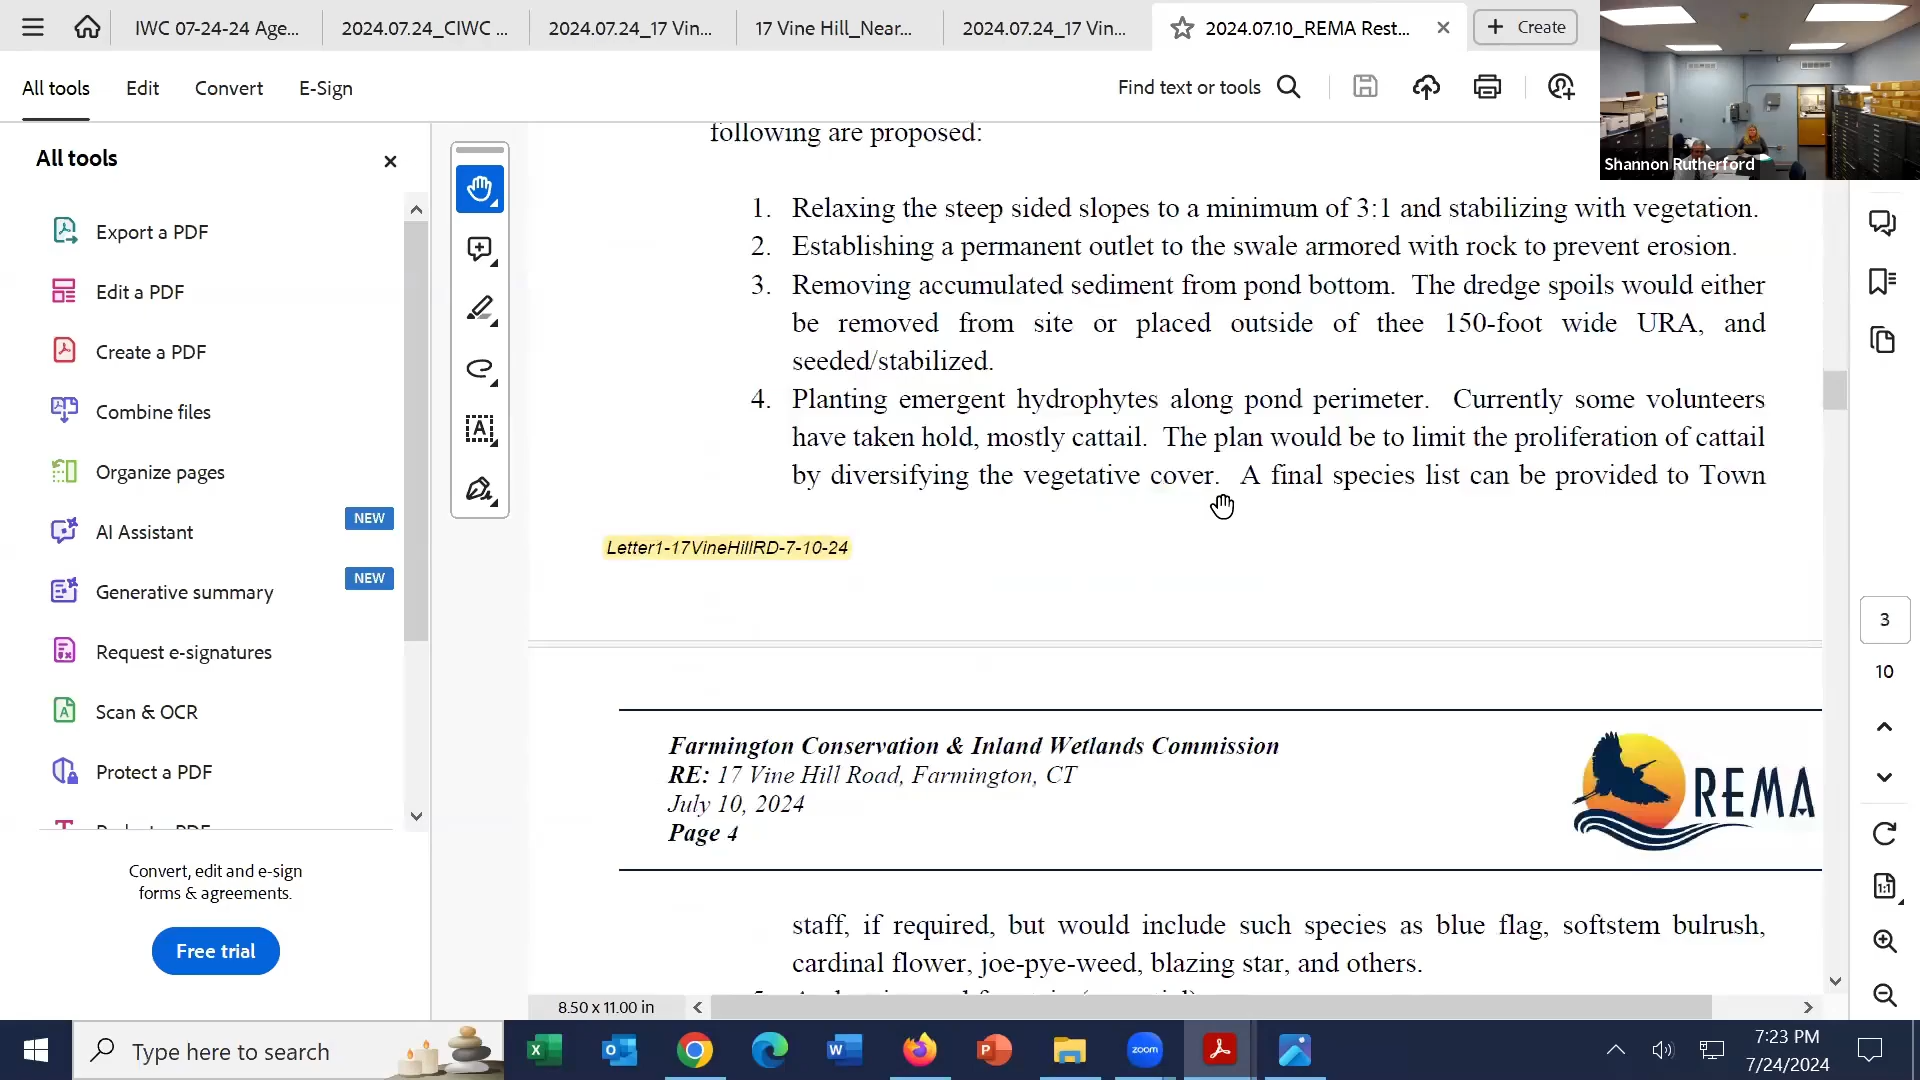 IWC 07-24-24 Age...
2024.07.24_CIWC ...
2024.07.24_17 Vin...
17 Vine Hill_Near...
2024.07.24_17 Vin...
2024.07.10_REMA Rest...
Create
All tools
Edit
Convert
E-Sign
Find text or tools
Shannon Rutherford
All tools
Export a PDF
Edit a PDF
Create a PDF
Combine files
Organize pages
AI Assistant
NEW
Generative summary
NEW
Request e-signatures
Scan & OCR
Protect a PDF
Convert, edit and e-sign
forms & agreements.
Free trial
following are proposed:
1. Relaxing the steep sided slopes to a minimum of 3:1 and stabilizing with vegetation.
2. Establishing a permanent outlet to the swale armored with rock to prevent erosion.
3. Removing accumulated sediment from pond bottom. The dredge spoils would either
be removed from site or placed outside of thee 150-foot wide URA, and
seeded/stabilized.
4. Planting emergent hydrophytes along pond perimeter. Currently some volunteers
have taken hold, mostly cattail. The plan would be to limit the proliferation of cattail
by diversifying the vegetative cover. A final species list can be provided to Town
Letter1-17VineHillRD-7-10-24
Farmington Conservation & Inland Wetlands Commission
RE: 17 Vine Hill Road, Farmington, CT
July 10, 2024
Page 4
REMA
staff, if required, but would include such species as blue flag, softstem bulrush,
cardinal flower, joe-pye-weed, blazing star, and others.
8.50 x 11.00 in
3
10
1:1
Type here to search
zoom
7:23 PM
7/24/2024